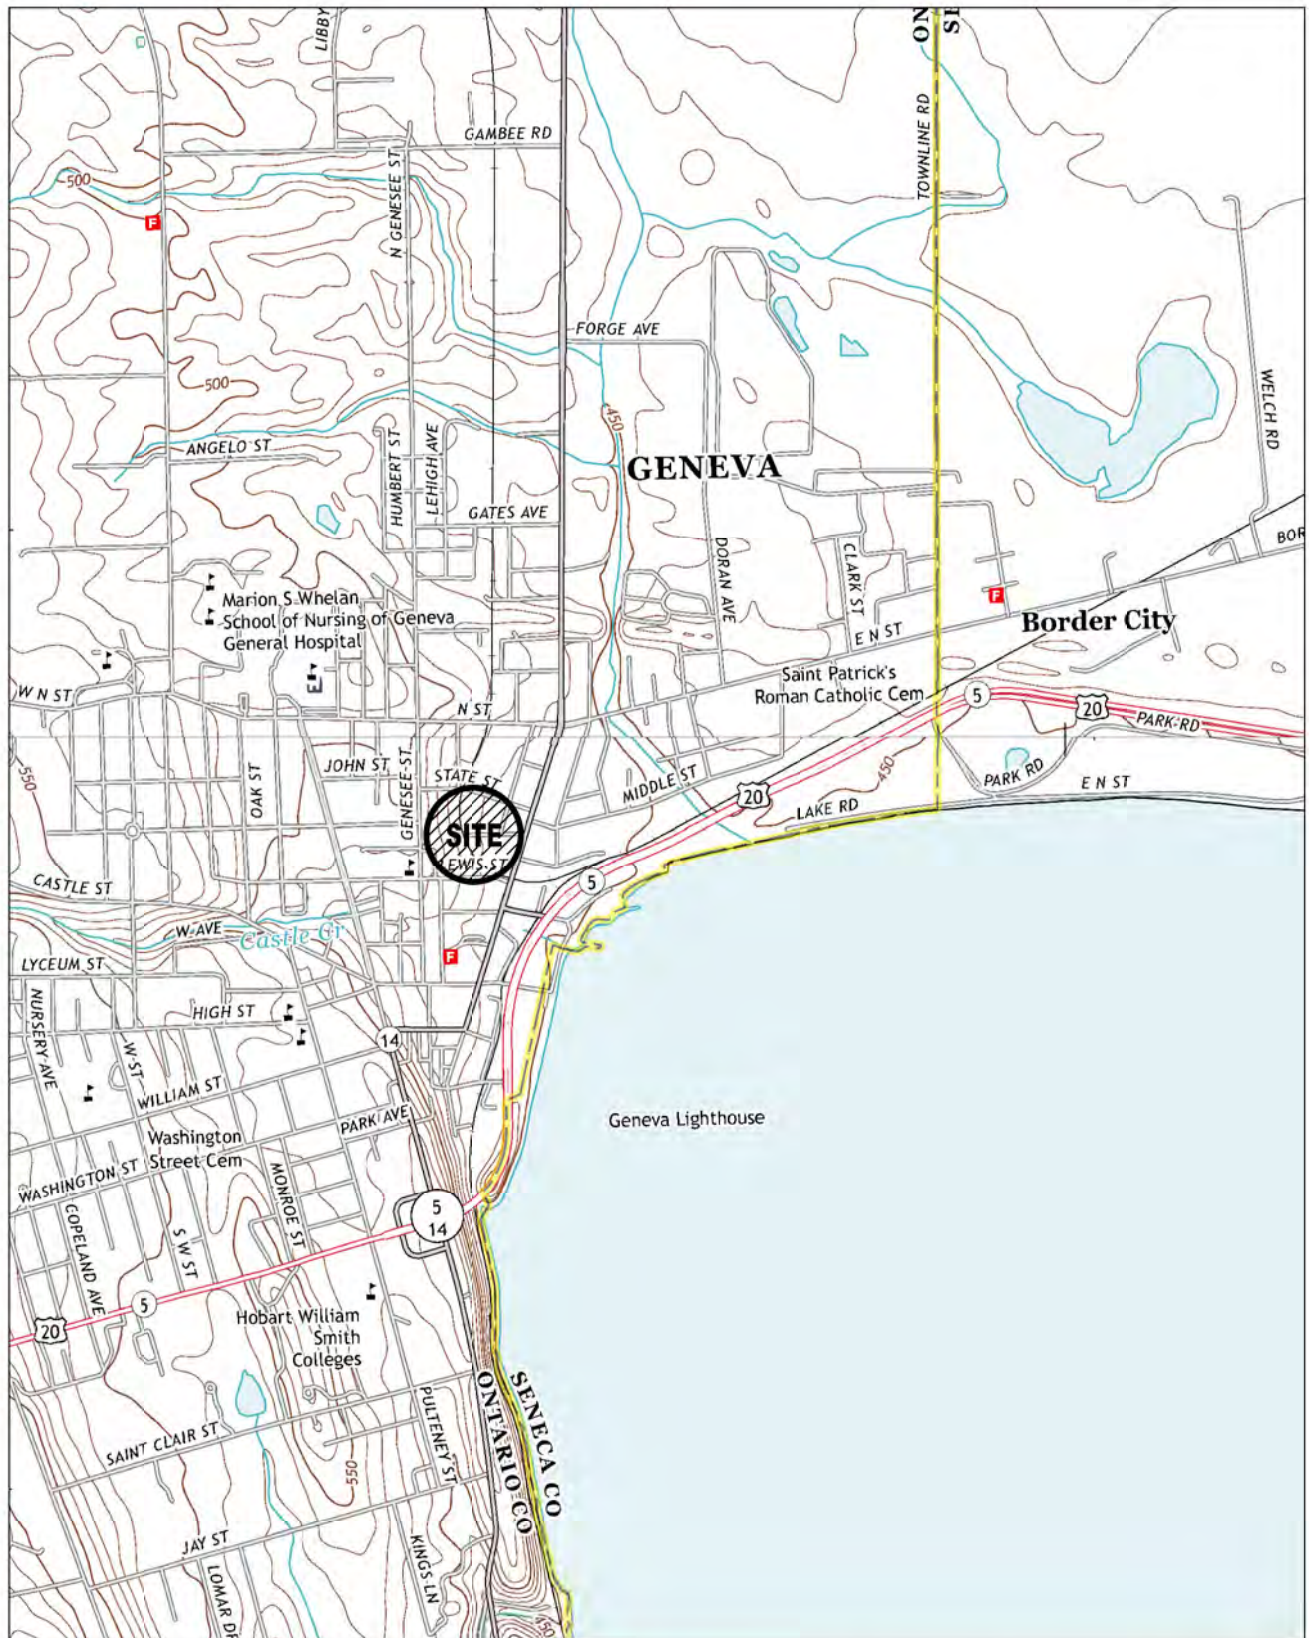 LIBBY
ON
SE
GAMBEE RD
TOWNLINE RD
500
N GENESEE ST
F
FORGE AVE
500
WELCH RD
450
ANGELO ST
HUMBERT ST
LEHIGH AVE
GENEVA
GATES AVE
DORAN AVE
CLARK ST
BOR
F
Marion S Whelan
School of Nursing of Geneva
General Hospital
E N ST
Border City
Saint Patrick's
Roman Catholic Cem
W N ST
N ST
5
20
PARK RD
550
OAK ST
JOHN ST
GENESEE ST
STATE ST
MIDDLE ST
20
450
PARK RD
E N ST
LAKE RD
SITE
LEWIS ST
5
CASTLE ST
W AVE
Castle Cr
LYCEUM ST
F
NURSERY AVE
HIGH ST
14
W ST
WILLIAM ST
PARK AVE
Geneva Lighthouse
Washington
Street Cem
WASHINGTON ST
MONROE ST
COPELAND AVE
S W ST
5
14
5
20
Hobart William
Smith
Colleges
SENECA CO
ONTARIO CO
PULTENEY ST
SAINT CLAIR ST
550
JAY ST
KINGS LN
LOMAR DR
450